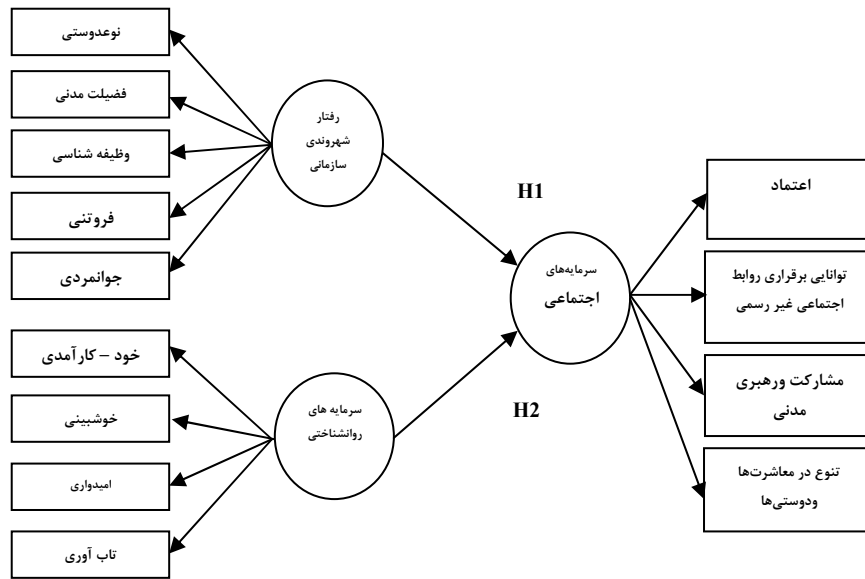 نوعدوستی
فضیلت مدنی
وظیفه شناسی
فروتنی
جوانمردی
رفتار
شهروندی
سازمانی
H1
سرمایه‌های
اجتماعی
اعتماد
توانایی برقراری روابط
اجتماعی غیر رسمی
مشارکت ورهبری
مدنی
تنوع در معاشرت‌ها
ودوستی‌ها
خود – کارآمدی
خوشبینی
امیدواری
تاب آوری
سرمایه های
روانشناختی
H2